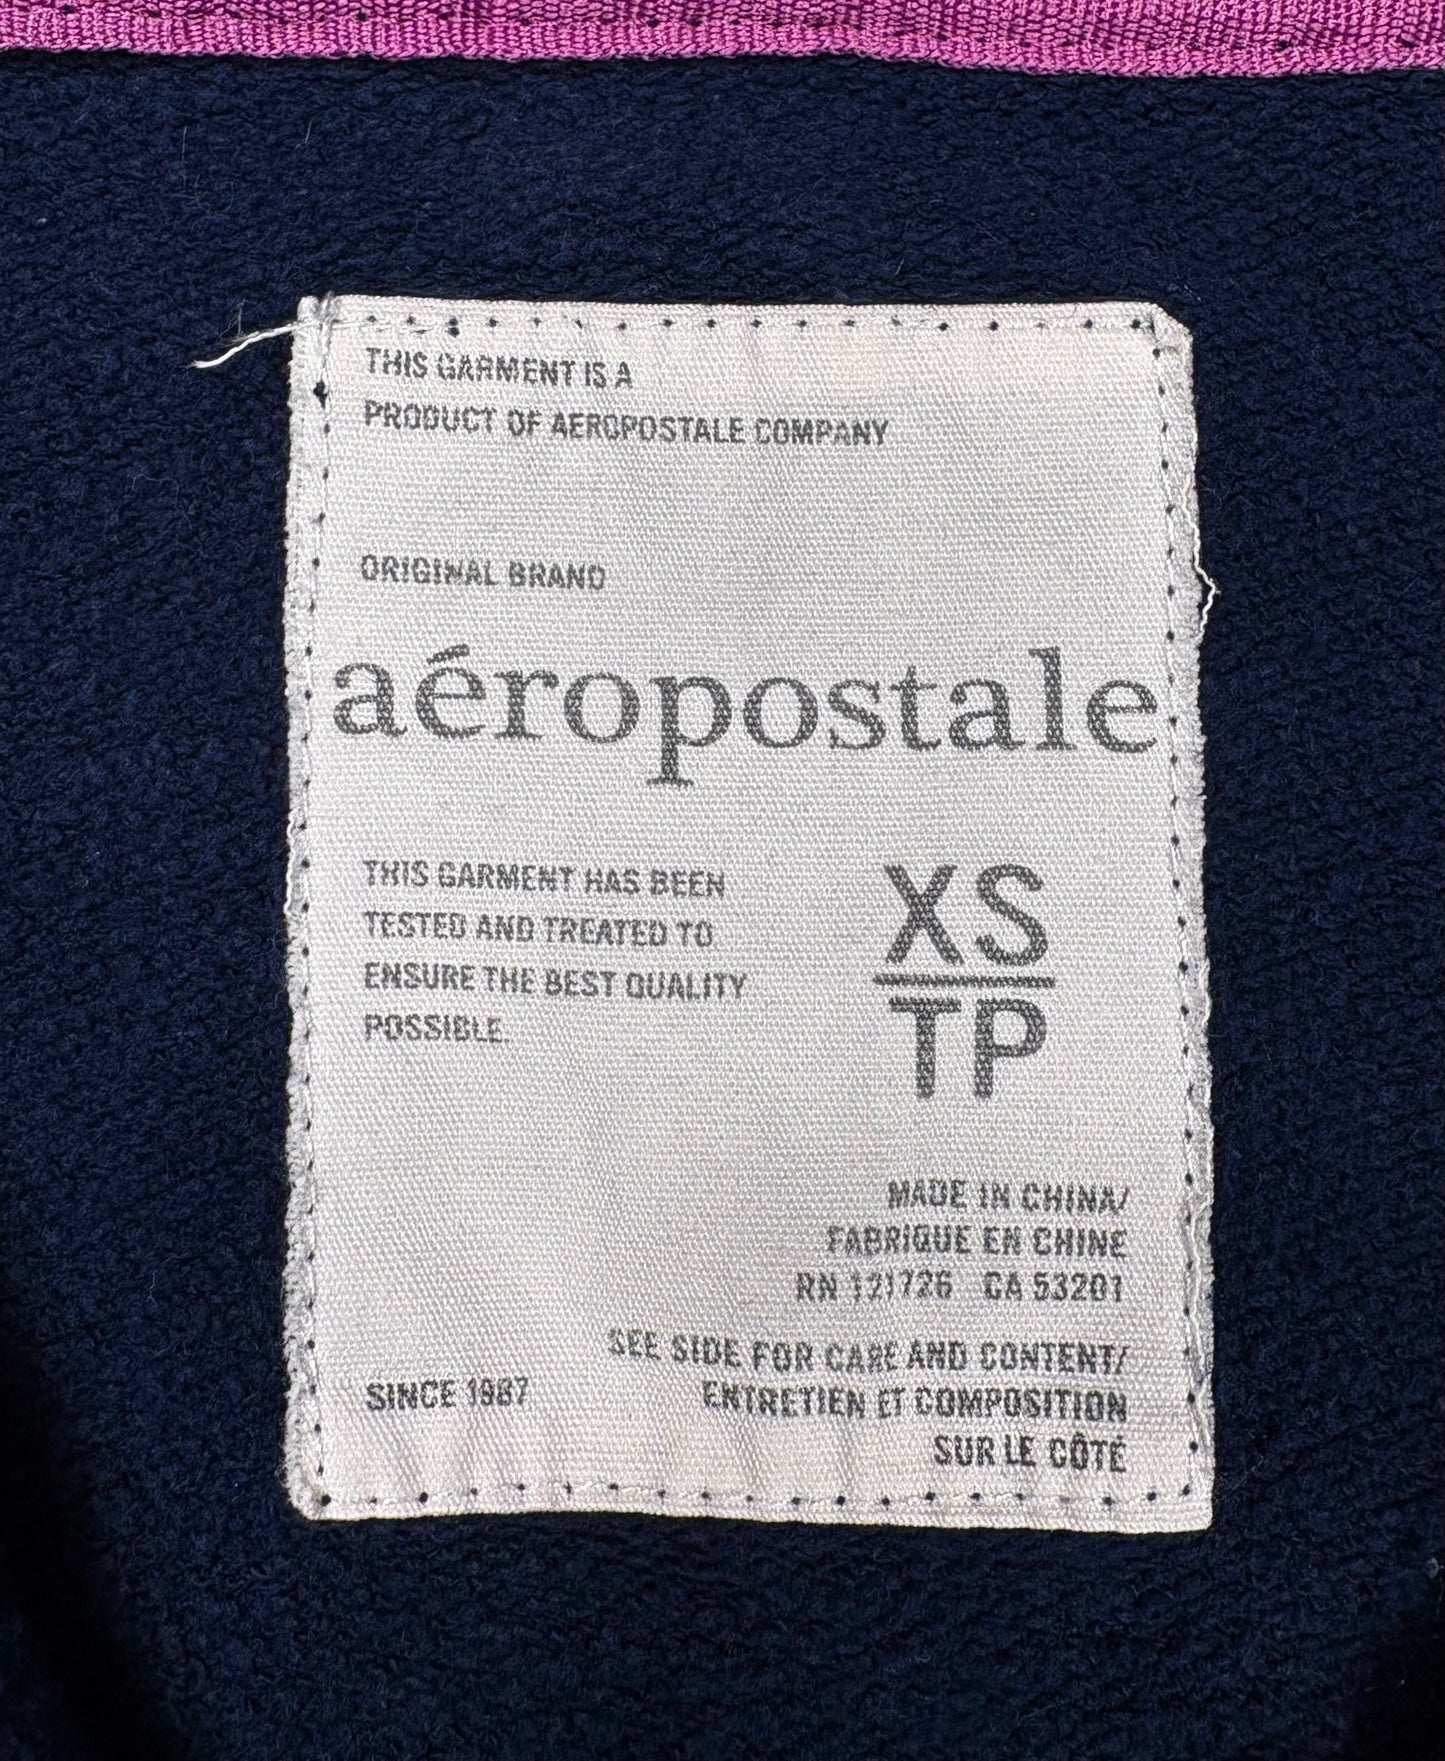 THIS GARMENT IS A
PRODUCT OF AEROPOSTALE COMPANY
ORIGINAL BRAND
aéropostale
THIS GARMENT HAS BEEN
TESTED AND TREATED TO
ENSURE THE BEST QUALITY
POSSIBLE.
XS
TP
MADE IN CHINA/
FABRIQUE EN CHINE
RN 121726 CA 53201
SEE SIDE FOR CARE AND CONTENT/
ENTRETIEN ET COMPOSITION
SUR LE CÔTÉ
SINCE 1987